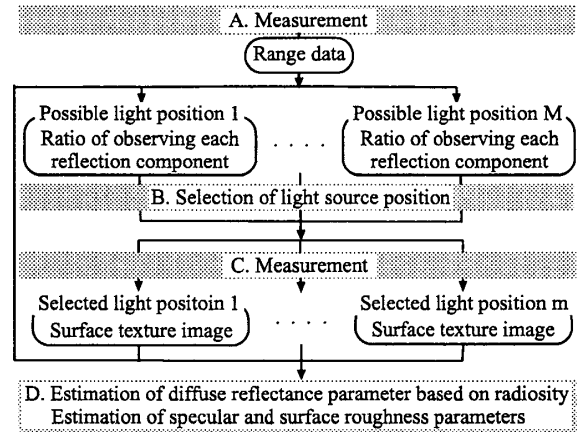 A. Measurement
Range data
Possible light position 1
Ratio of observing each
reflection component
. . . .
Possible light position M
Ratio of observing each
reflection component
B. Selection of light source position
C. Measurement
Selected light positoin 1
Surface texture image
. . . .
Selected light position m
Surface texture image
D. Estimation of diffuse reflectance parameter based on radiosity
Estimation of specular and surface roughness parameters